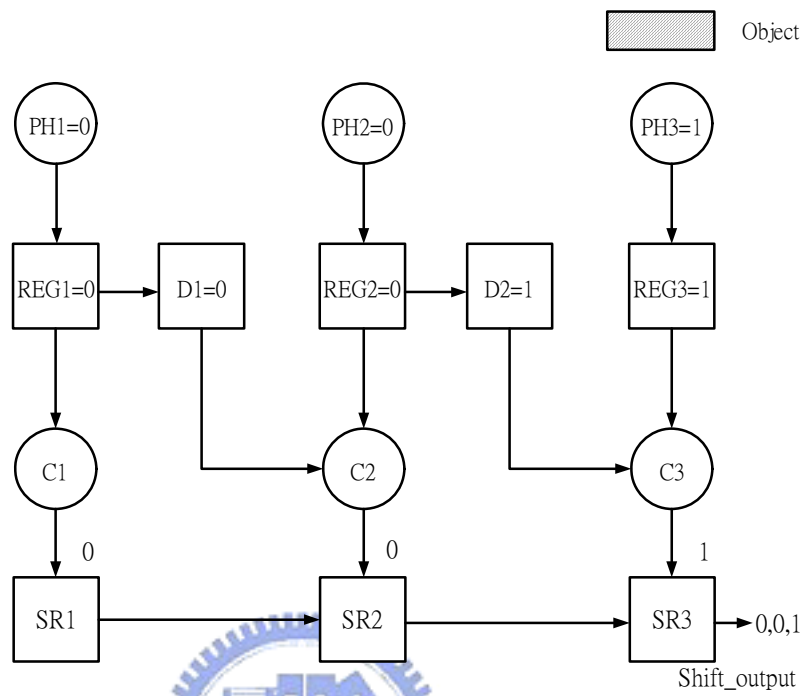 Object
PH1=0
PH2=0
PH3=1
REG1=0
D1=0
REG2=0
D2=1
REG3=1
C1
C2
C3
0
0
1
SR1
SR2
SR3
0,0,1
Shift_output